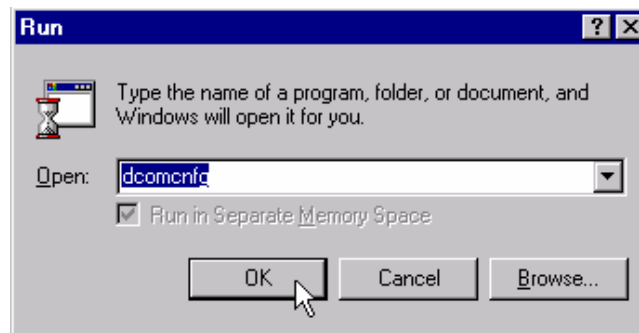 Run
Type the name of a program, folder, or document, and
Windows will open it for you.
Open: dcomcnfg
Run in Separate Memory Space
OK Cancel Browse...